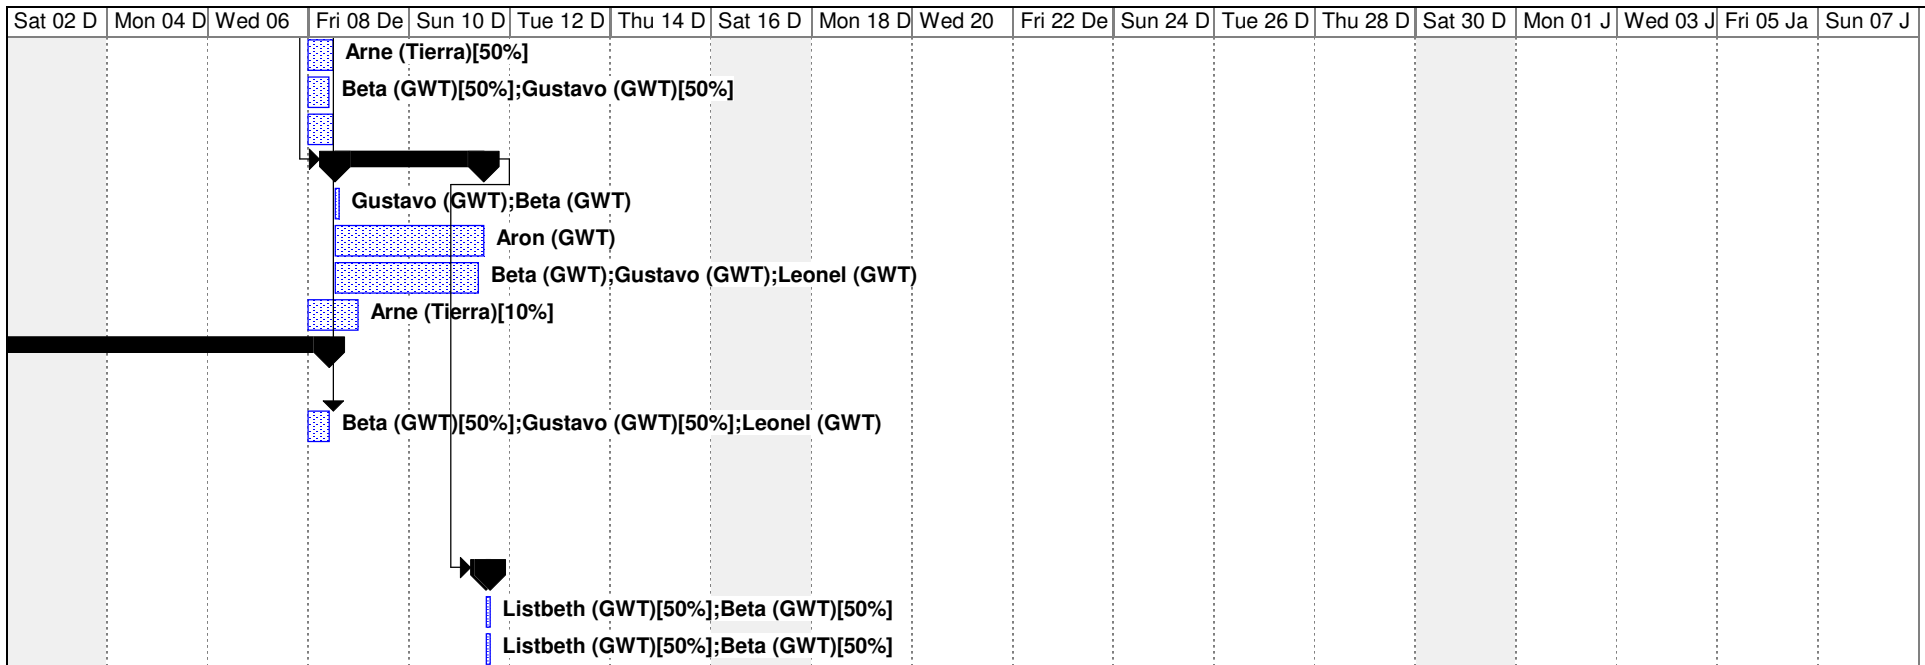 Sat 02 D Mon 04 D Wed 06 Fri 08 De Sun 10 D Tue 12 D Thu 14 D Sat 16 D Mon 18 D Wed 20 Fri 22 De Sun 24 D Tue 26 D Thu 28 D Sat 30 D Mon 01 J Wed 03 J Fri 05 Ja Sun 07 J
Arne (Tierra)[50%]
Beta (GWT)[50%];Gustavo (GWT)[50%]
Gustavo (GWT);Beta (GWT)
Aron (GWT)
Beta (GWT);Gustavo (GWT);Leonel (GWT)
Arne (Tierra)[10%]
Beta (GWT)[50%];Gustavo (GWT)[50%];Leonel (GWT)
Listbeth (GWT)[50%];Beta (GWT)[50%]
Listbeth (GWT)[50%];Beta (GWT)[50%]